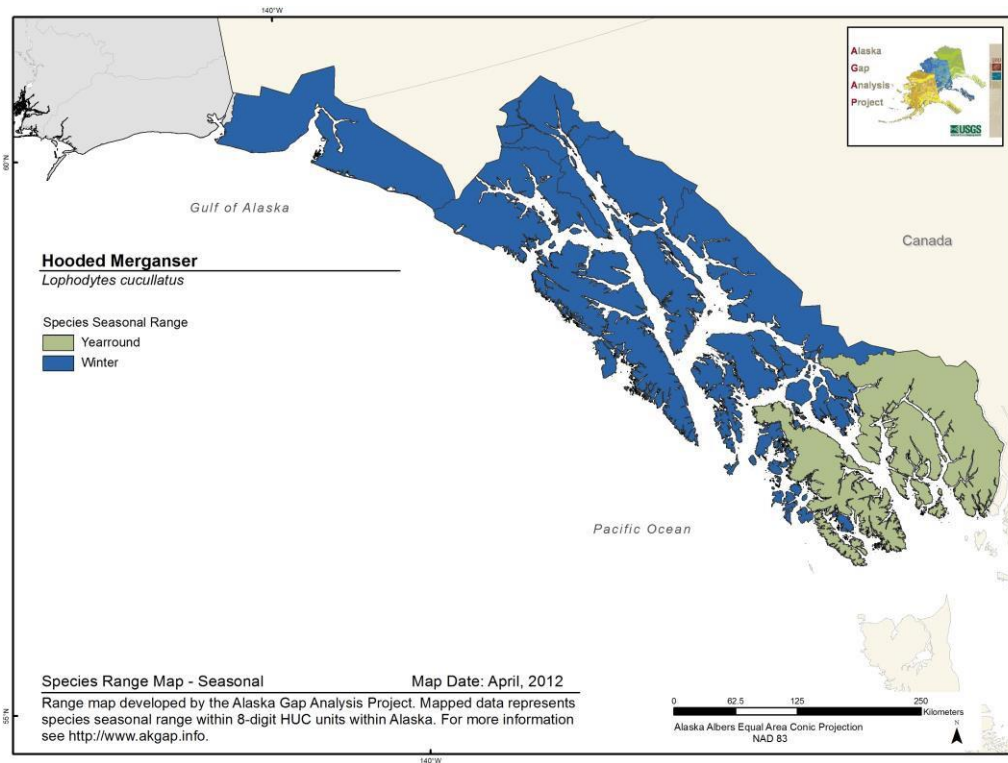 140°W
Alaska
Gap
Analysis
Project
USGS
60°N
Gulf of Alaska
Canada
Hooded Merganser
Lophodytes cucullatus
Species Seasonal Range
Yearround
Winter
Pacific Ocean
Species Range Map - Seasonal Map Date: April, 2012
Range map developed by the Alaska Gap Analysis Project. Mapped data represents
species seasonal range within 8-digit HUC units within Alaska. For more information
see http://www.akgap.info.
0 62.5 125 250
Kilometers
Alaska Albers Equal Area Conic Projection
NAD 83
N
55°N
140°W